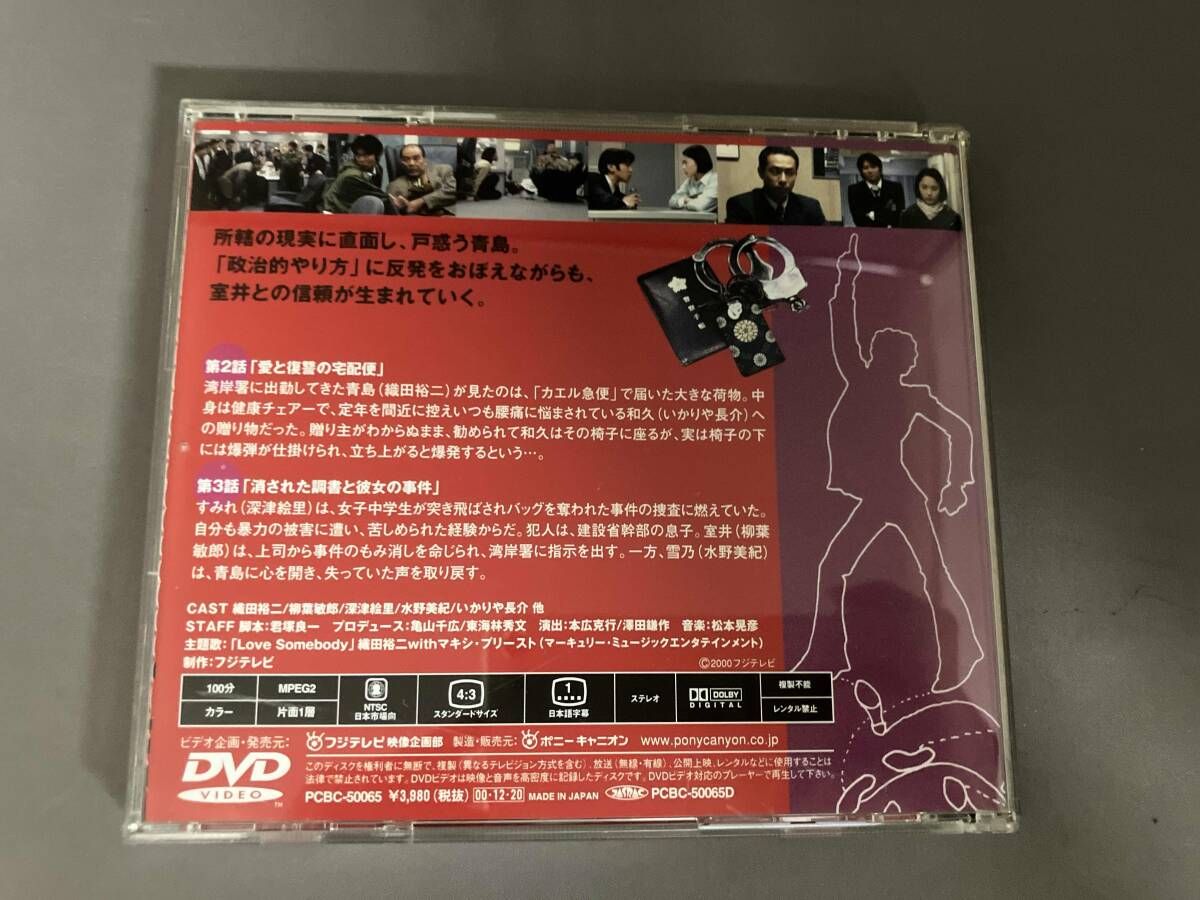 所轄の現実に直面し、戸惑う青島。
「政治的やり方」に反発をおぼえながらも、
室井との信頼が生まれていく。
第2話「愛と復讐の宅配便」
湾岸署に出勤してきた青島(織田裕二)が見たのは、「カエル急便」で届いた大きな荷物。中
身は健康チェアーで、定年を間近に控えいつも腰痛に悩まされている和久(いかりや長介)へ
の贈り物だった。贈り主がわからぬまま、勧められて和久はその椅子に座るが、実は椅子の下
には爆弾が仕掛けられ、立ち上がると爆発するという…。
第3話「消された調書と彼女の事件」
すみれ(深津絵里)は、女子中学生が突き飛ばされバッグを奪われた事件の捜査に燃えていた。
自分も暴力の被害に遭い、苦しめられた経験からだ。犯人は、建設省幹部の息子。室井(柳葉
敏郎)は、上司から事件のもみ消しを命じられ、湾岸署に指示を出す。一方、雪乃(水野美紀)
は、青島に心を開き、失っていた声を取り戻す。
CAST 織田裕二/柳葉敏郎/深津絵里/水野美紀/いかりや長介 他
STAFF 脚本:君塚良一 プロデュース:亀山千広/東海林秀文 演出:本広克行/澤田鎌作 音楽:松本晃彦
主題歌:「Love Somebody」織田裕二withマキシ・プリースト(マーキュリー・ミュージックエンタテインメント)
制作:フジテレビ ©2000フジテレビ
100分 MPEG2 NTSC 日本市場向 4:3 スタンダードサイズ 1 日本語字幕 ステレオ DOLBY DIGITAL 複製不能
カラー 片面1層 レンタル禁止
ビデオ企画・発売元: フジテレビ映像企画部 製造・販売元: ポニーキャニオン www.ponycanyon.co.jp
DVD VIDEO TM
このディスクを権利者に無断で、複製(異なるテレビジョン方式を含む)、放送(無線・有線)、公開上映、レンタルなどに使用することは
法律で禁止されています。DVDビデオは映像と音声を高密度に記録したディスクです。DVDビデオ対応のプレーヤーで再生して下さい。
PCBC-50065 ¥3,980(税抜) 00・12・20 MADE IN JAPAN JASRAC PCBC-50065D